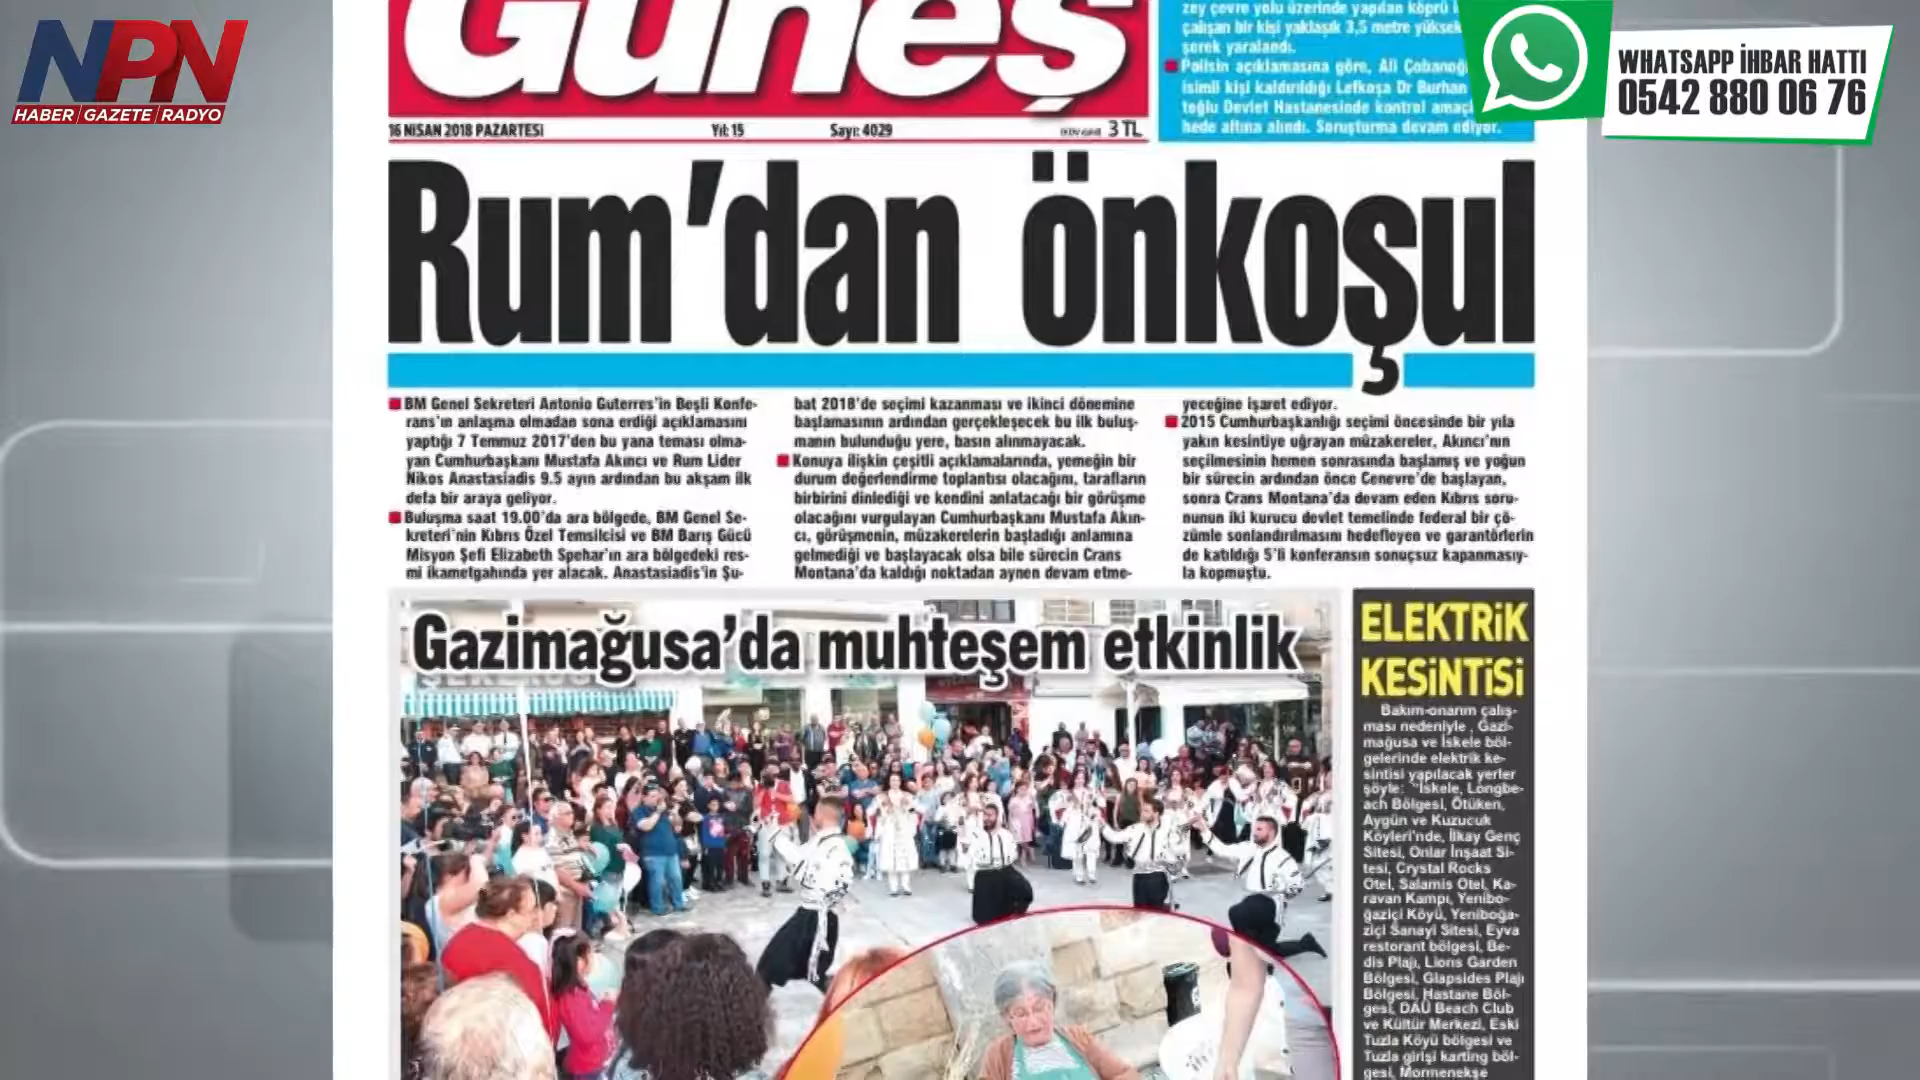 NPN
HABER GAZETE RADYO
WHATSAPP İHBAR HATTI
0542 880 06 76
Güneş
16 NİSAN 2018 PAZARTESİ Yıl: 15 Sayı: 4029 3 TL
zey çevre yolu üzerinde yapılan köprü
çalışan bir kişi yaklaşık 3,5 metre yüksek
şerek yaralandı.
Polisin açıklamasına göre, Ali Çobanoğ
isimli kişi kaldırıldığı Lefkoşa Dr Burhan
toğlu Devlet Hastanesinde kontrol amaç
hede altına alındı. Soruşturma devam ediyor.
Rum'dan önkoşul
BM Genel Sekreteri Antonio Guterres'in Beşli Konfe-
rans'ın anlaşma olmadan sona erdiği açıklamasını
yaptığı 7 Temmuz 2017'den bu yana teması olma-
yan Cumhurbaşkanı Mustafa Akıncı ve Rum Lider
Nikos Anastasiadis 9.5 ayın ardından bu akşam ilk
defa bir araya geliyor.
Buluşma saat 19.00'da ara bölgede, BM Genel Se-
kreteri'nin Kıbrıs Özel Temsilcisi ve BM Barış Gücü
Misyon Şefi Elizabeth Spehar'ın ara bölgedeki res-
mi ikametgahında yer alacak. Anastasiadis'in Şu-
bat 2018'de seçimi kazanması ve ikinci dönemine
başlamasının ardından gerçekleşecek bu ilk buluş-
manın bulunduğu yere, basın alınmayacak.
Konuya ilişkin çeşitli açıklamalarında, yemeğin bir
durum değerlendirme toplantısı olacağını, tarafların
birbirini dinlediği ve kendini anlatacağı bir görüşme
olacağını vurgulayan Cumhurbaşkanı Mustafa Akın-
cı, görüşmenin, müzakerelerin başladığı anlamına
gelmediği ve başlayacak olsa bile sürecin Crans
Montana'da kaldığı noktadan aynen devam etme-
yeceğine işaret ediyor.
2015 Cumhurbaşkanlığı seçimi öncesinde bir yıla
yakın kesintiye uğrayan müzakereler, Akıncı'nın
seçilmesinin hemen sonrasında başlamış ve yoğun
bir sürecin ardından önce Cenevre'de başlayan,
sonra Crans Montana'da devam eden Kıbrıs soru-
nunun iki kurucu devlet temelinde federal bir çö-
zümle sonlandırılmasını hedefleyen ve garantörlerin
de katıldığı 5'li konferansın sonuçsuz kapanmasıy-
la kopmuştu.
Gazimağusa'da muhteşem etkinlik
ELEKTRİK
KESİNTİSİ
Bakım-onarım çalış-
ması nedeniyle , Gazi-
mağusa ve İskele böl-
gelerinde elektrik ke-
sintisi yapılacak yerler
şöyle: "İskele, Longbe-
ach Bölgesi, Ötüken,
Aygün ve Kuzucuk
Köyleri'nde, İlkay Genç
Sitesi, Onlar İnşaat Si-
tesi, Crystal Rocks
Otel, Salamis Otel, Ka-
ravan Kampı, Yenibo-
ğaziçi Köyü, Yeniboğa-
ziçi Sanayi Sitesi, Eyva
restorant bölgesi, Be-
dis Plajı, Lions Garden
Bölgesi, Glapsides Plajı
Bölgesi, Hastane Böl-
gesi, DAÜ Beach Club
ve Kültür Merkezi, Eski
Tuzla Köyü bölgesi ve
Tuzla girişi karting böl-
gesi, Mormenekşe